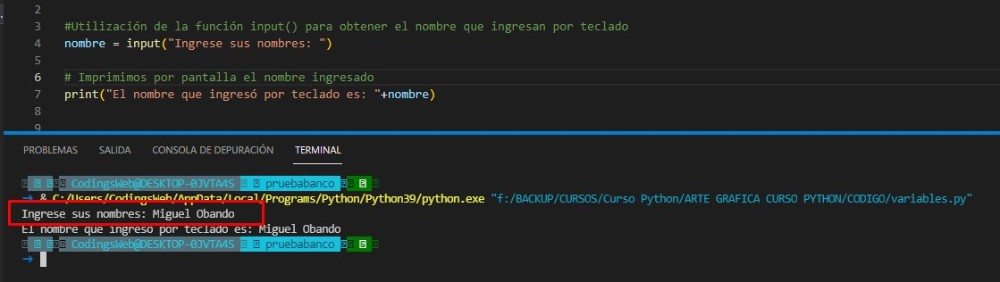 2
3 #Utilización de la función input() para obtener el nombre que ingresan por teclado
4 nombre = input("Ingrese sus nombres: ")
5
6 # Imprimimos por pantalla el nombre ingresado
7 print("El nombre que ingresó por teclado es: "+nombre)
8
9
PROBLEMAS SALIDA CONSOLA DE DEPURACIÓN TERMINAL
CodingsWeb@DESKTOP-0JVTA4S pruebabanco
→ & C:/Users/CodingsWeb/AppData/Local/Programs/Python/Python39/python.exe "f:/BACKUP/CURSOS/Curso Python/ARTE GRAFICA CURSO PYTHON/CODIGO/variables.py"
Ingrese sus nombres: Miguel Obando
El nombre que ingresó por teclado es: Miguel Obando
CodingsWeb@DESKTOP-0JVTA4S pruebabanco
→